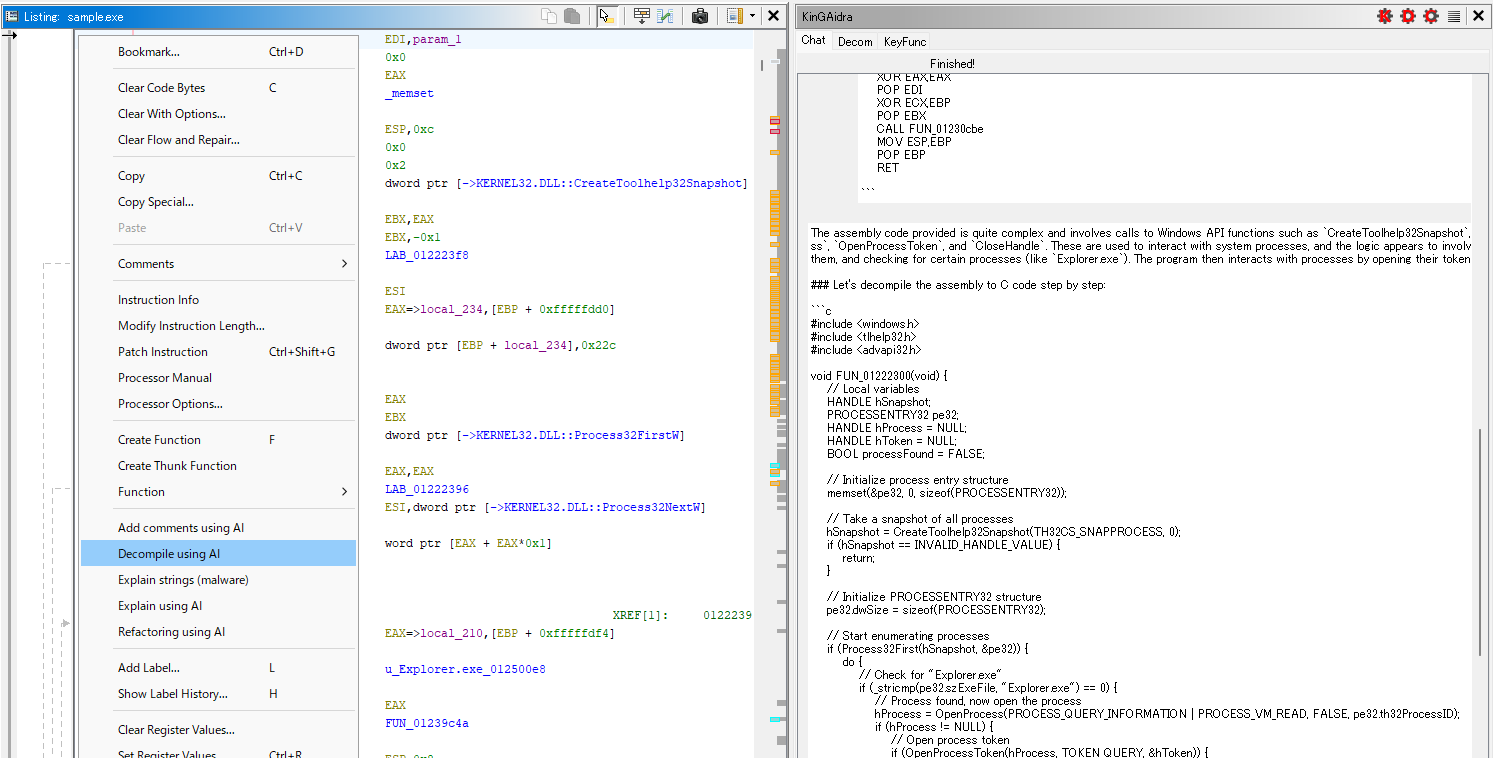 Listing: sample.exe
Bookmark... Ctrl+D
Clear Code Bytes C
Clear With Options...
Clear Flow and Repair...
Copy Ctrl+C
Copy Special...
Paste Ctrl+V
Comments
Instruction Info
Modify Instruction Length...
Patch Instruction Ctrl+Shift+G
Processor Manual
Processor Options...
Create Function F
Create Thunk Function
Function
Add comments using AI
Decompile using AI
Explain strings (malware)
Explain using AI
Refactoring using AI
Add Label... L
Show Label History... H
Clear Register Values...
Set Register Values... Ctrl+R
EDI,param_1
0x0
EAX
_memset
ESP,0xc
0x0
0x2
dword ptr [->KERNEL32.DLL::CreateToolhelp32Snapshot]
EBX,EAX
EBX,-0x1
LAB_012223f8
ESI
EAX=>local_234,[EBP + 0xfffffdd0]
dword ptr [EBP + local_234],0x22c
EAX
EBX
dword ptr [->KERNEL32.DLL::Process32FirstW]
EAX,EAX
LAB_01222396
ESI,dword ptr [->KERNEL32.DLL::Process32NextW]
word ptr [EAX + EAX*0x1]
XREF[1]: 0122239
EAX=>local_210,[EBP + 0xfffffdf4]
u_Explorer.exe_012500e8
EAX
FUN_01239c4a
ESP,0x8
KinGAidra
Chat Decom KeyFunc
Finished!
XOR EAX,EAX
POP EDI
XOR ECX,EBP
POP EBX
CALL FUN_01230cbe
MOV ESP,EBP
POP EBP
RET
```
The assembly code provided is quite complex and involves calls to Windows API functions such as `CreateToolhelp32Snapshot`,
ss`, `OpenProcessToken`, and `CloseHandle`. These are used to interact with system processes, and the logic appears to involv
them, and checking for certain processes (like `Explorer.exe`). The program then interacts with processes by opening their token
### Let's decompile the assembly to C code step by step:
```c
#include <windows.h>
#include <tlhelp32.h>
#include <advapi32.h>
void FUN_01222300(void) {
// Local variables
HANDLE hSnapshot;
PROCESSENTRY32 pe32;
HANDLE hProcess = NULL;
HANDLE hToken = NULL;
BOOL processFound = FALSE;
// Initialize process entry structure
memset(&pe32, 0, sizeof(PROCESSENTRY32));
// Take a snapshot of all processes
hSnapshot = CreateToolhelp32Snapshot(TH32CS_SNAPPROCESS, 0);
if (hSnapshot == INVALID_HANDLE_VALUE) {
return;
}
// Initialize PROCESSENTRY32 structure
pe32.dwSize = sizeof(PROCESSENTRY32);
// Start enumerating processes
if (Process32First(hSnapshot, &pe32)) {
do {
// Check for "Explorer.exe"
if (_stricmp(pe32.szExeFile, "Explorer.exe") == 0) {
// Process found, now open the process
hProcess = OpenProcess(PROCESS_QUERY_INFORMATION | PROCESS_VM_READ, FALSE, pe32.th32ProcessID);
if (hProcess != NULL) {
// Open process token
if (OpenProcessToken(hProcess, TOKEN_QUERY, &hToken)) {